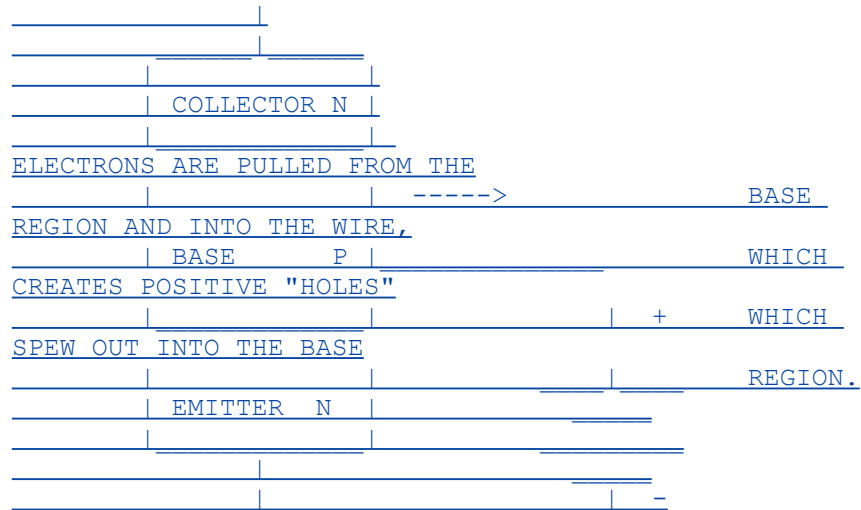 COLLECTOR N
ELECTRONS ARE PULLED FROM THE
-----> BASE
REGION AND INTO THE WIRE,
BASE P WHICH
CREATES POSITIVE "HOLES"
+ WHICH
SPEW OUT INTO THE BASE
REGION.
EMITTER N
-